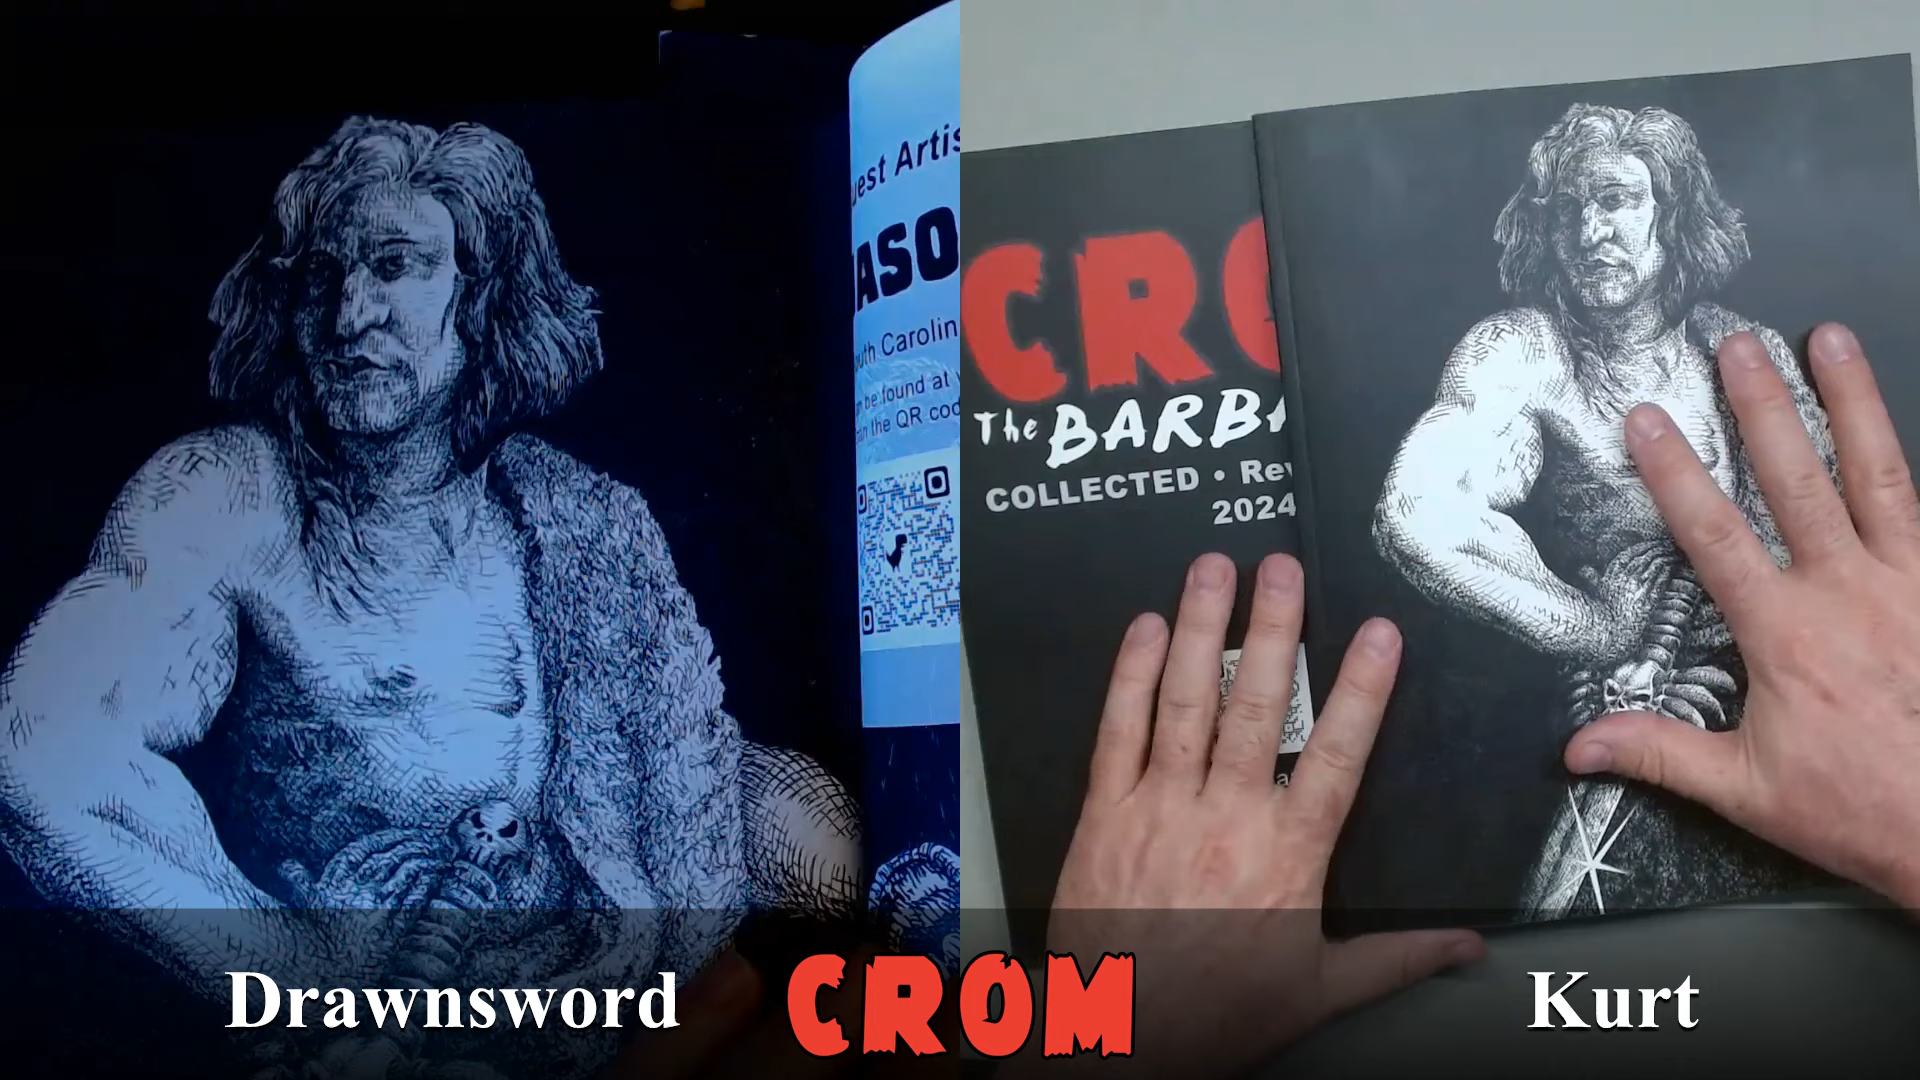 uest Artis
ASO
uth Carolin
be found at
the QR cod
CRO
The BARBA
COLLECTED • Rev
2024
Drawnsword
CROM
Kurt